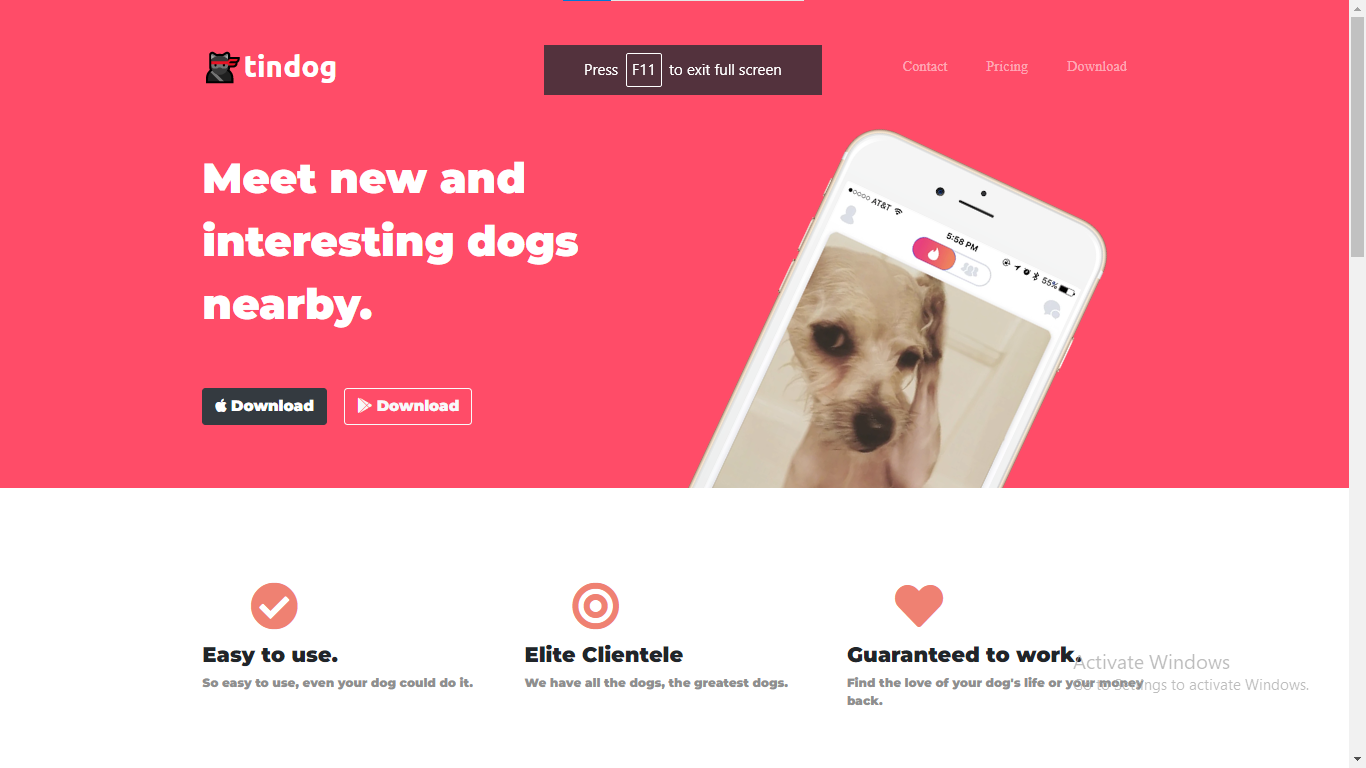 tindog
Press F11 to exit full screen
Contact Pricing Download
Meet new and
interesting dogs
nearby.
AT&T
5:58 PM
55%
Download Download
Easy to use.
So easy to use, even your dog could do it.
Elite Clientele
We have all the dogs, the greatest dogs.
Guaranteed to work.
Find the love of your dog's life or your money
back.
Activate Windows
Go to Settings to activate Windows.